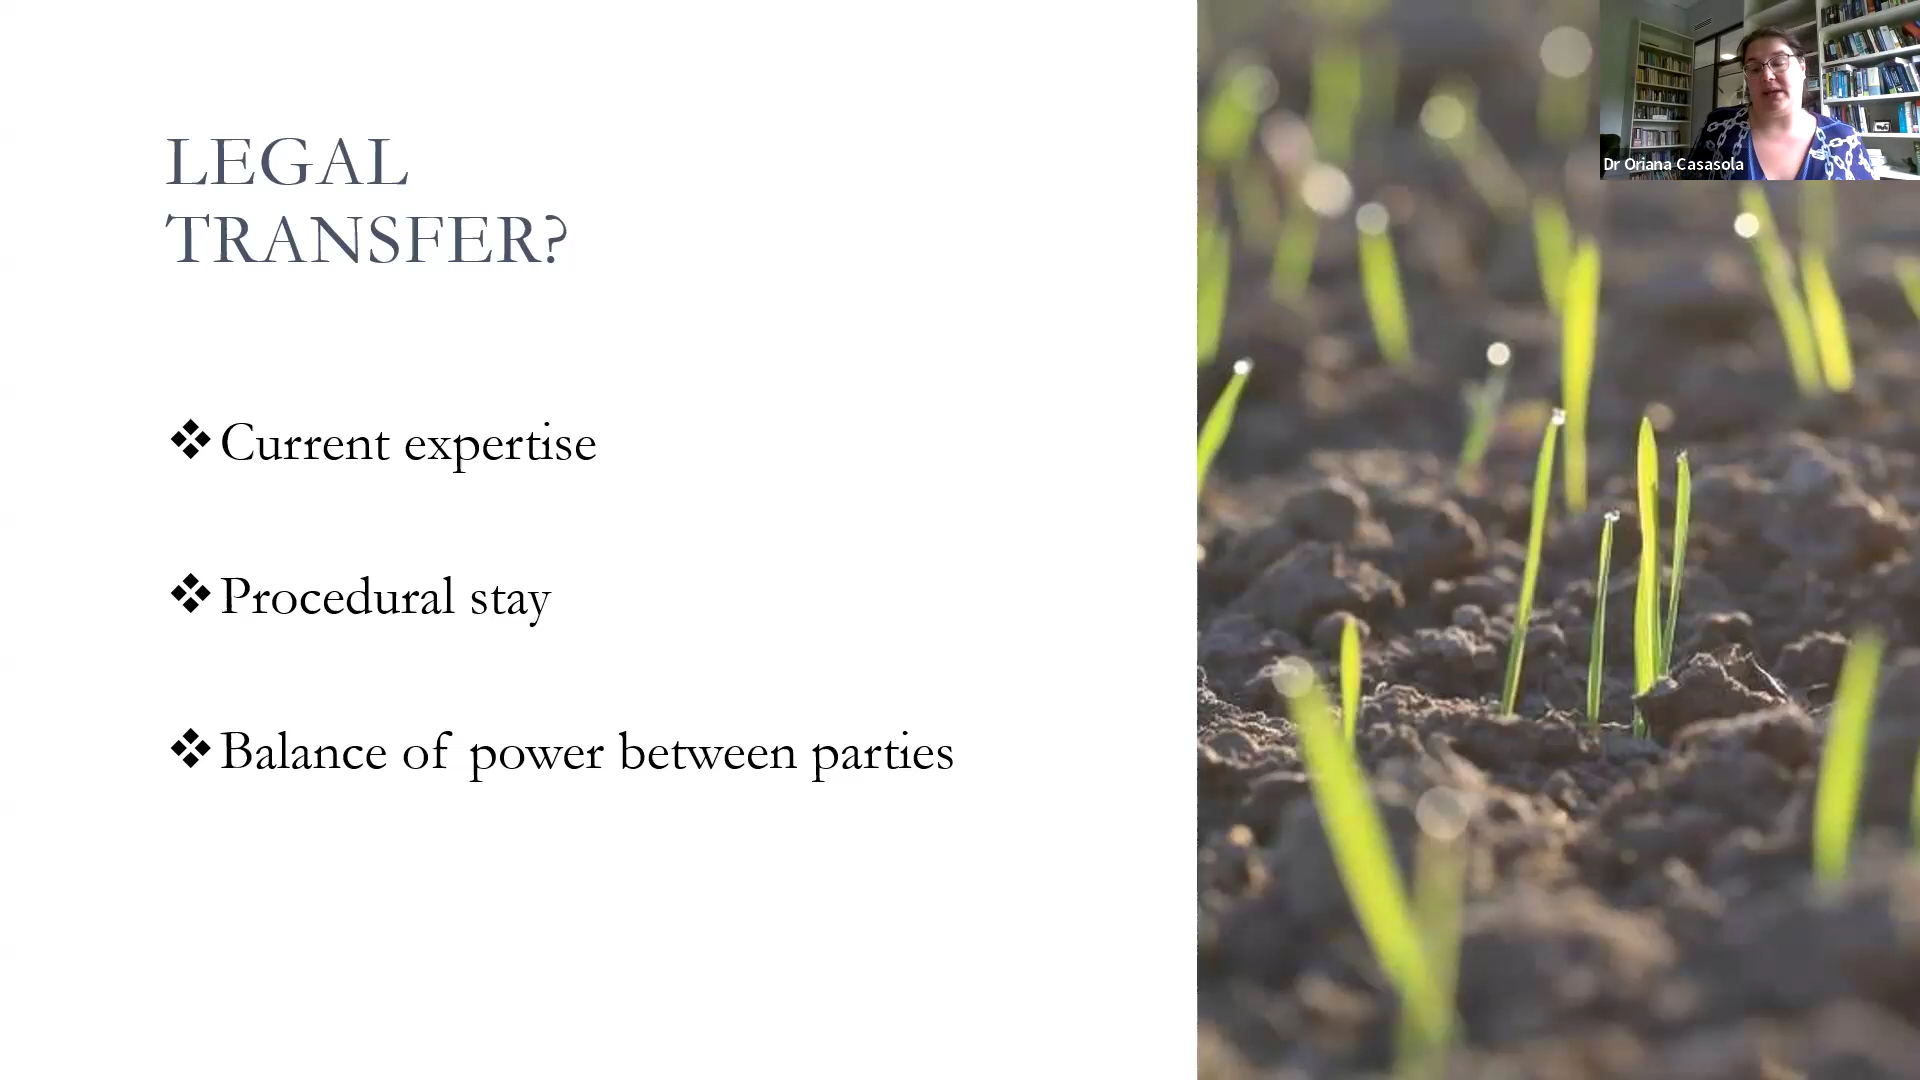 LEGAL
TRANSFER?
❖ Current expertise
❖ Procedural stay
❖ Balance of power between parties
Dr Oriana Casasola